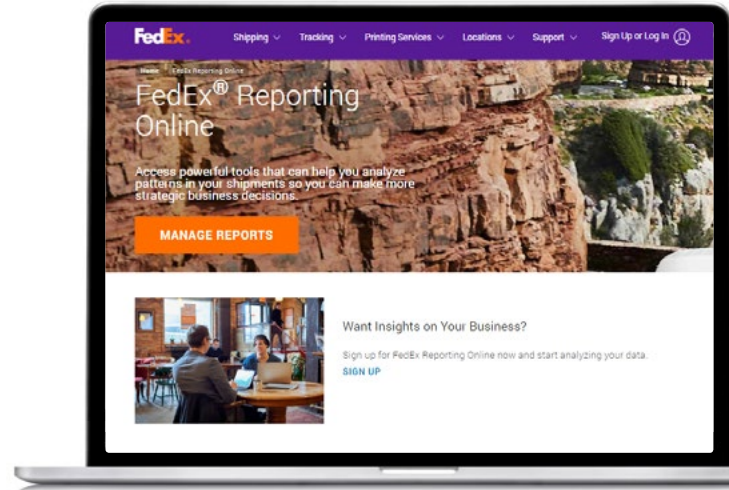 FedEx.
Shipping
Tracking
Printing Services
Locations
Support
Sign Up or Log In
Home
FedEx Reporting Online
FedEx® Reporting
Online
Access powerful tools that can help you analyze
patterns in your shipments so you can make more
strategic business decisions.
MANAGE REPORTS
Want Insights on Your Business?
Sign up for FedEx Reporting Online now and start analyzing your data.
SIGN UP